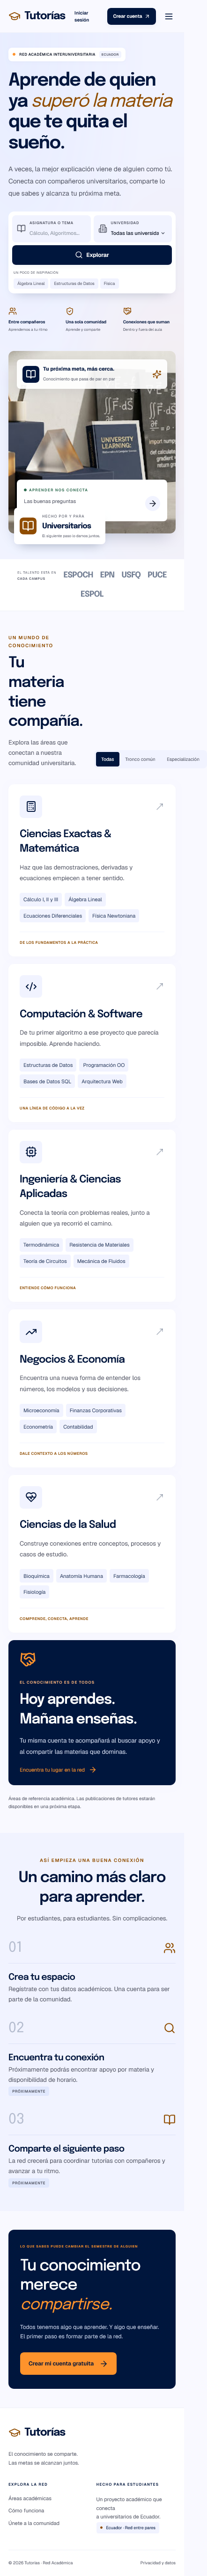 Tutorías
Iniciar
sesión
Crear cuenta
RED ACADÉMICA INTERUNIVERSITARIA
ECUADOR
Aprende de quien
ya superó la materia
que te quita el
sueño.
A veces, la mejor explicación viene de alguien como tú.
Conecta con compañeros universitarios, comparte lo
que sabes y alcanza tu próxima meta.
ASIGNATURA O TEMA
Cálculo, Algoritmos...
UNIVERSIDAD
Todas las universida
Explorar
UN POCO DE INSPIRACIÓN
Álgebra Lineal
Estructuras de Datos
Física
Entre compañeros
Aprendemos a tu ritmo
Una sola comunidad
Aprende y comparte
Conexiones que suman
Dentro y fuera del aula
Tu próxima meta, más cerca.
Conocimiento que pasa de par en par
UNIVERSITY
LEARNING:
APRENDER NOS CONECTA
Las buenas preguntas
HECHO POR Y PARA
Universitarios
El siguiente paso lo damos juntos.
CADA CAMPUS
ESPOCH
EPN
USFQ
PUCE
ESPOL
UN MUNDO DE
CONOCIMIENTO
Tu
materia
tiene
compañía.
Explora las áreas que
conectan a nuestra
comunidad universitaria.
Todas
Tronco común
Especialización
Ciencias Exactas &
Matemática
Haz que las demostraciones, derivadas y
ecuaciones empiecen a tener sentido.
Cálculo I, II y III
Álgebra Lineal
Ecuaciones Diferenciales
Física Newtoniana
DE LOS FUNDAMENTOS A LA PRÁCTICA
Computación & Software
De tu primer algoritmo a ese proyecto que parecía
imposible. Aprende haciendo.
Estructuras de Datos
Programación OO
Bases de Datos SQL
Arquitectura Web
UNA LÍNEA DE CÓDIGO A LA VEZ
Ingeniería & Ciencias
Aplicadas
Conecta la teoría con problemas reales, junto a
alguien que ya recorrió el camino.
Termodinámica
Resistencia de Materiales
Teoría de Circuitos
Mecánica de Fluidos
ENTIENDE CÓMO FUNCIONA
Negocios & Economía
Encuentra una nueva forma de entender los
números, los modelos y las decisiones.
Microeconomía
Finanzas Corporativas
Econometría
Contabilidad
DALE CONTEXTO A LOS NÚMEROS
Ciencias de la Salud
Construye conexiones entre conceptos, procesos y
casos de estudio.
Bioquímica
Anatomía Humana
Farmacología
Fisiología
COMPRENDE, CONECTA, APRENDE
EL CONOCIMIENTO ES DE TODOS
Hoy aprendes.
Mañana enseñas.
Tu misma cuenta te acompañará al buscar apoyo y
al compartir las materias que dominas.
Encuentra tu lugar en la red
Áreas de referencia académica. Las publicaciones de tutores estarán
disponibles en una próxima etapa.
ASÍ EMPIEZA UNA BUENA CONEXIÓN
Un camino más claro
para aprender.
Por estudiantes, para estudiantes. Sin complicaciones.
01
Crea tu espacio
Regístrate con tus datos académicos. Una cuenta para ser
parte de la comunidad.
02
Encuentra tu conexión
Próximamente podrás encontrar apoyo por materia y
disponibilidad de horario.
PRÓXIMAMENTE
03
Comparte el siguiente paso
La red crecerá para coordinar tutorías con compañeros y
avanzar a tu ritmo.
PRÓXIMAMENTE
LO QUE SABES PUEDE CAMBIAR EL SEMESTRE DE ALGUIEN
Tu conocimiento
merece
compartirse.
Todos tenemos algo que aprender. Y algo que enseñar.
El primer paso es formar parte de la red.
Crear mi cuenta gratuita
Tutorías
El conocimiento se comparte.
Las metas se alcanzan juntos.
EXPLORA LA RED
Áreas académicas
Cómo funciona
Únete a la comunidad
HECHO PARA ESTUDIANTES
Un proyecto académico que
conecta
a universitarios de Ecuador.
Ecuador · Red entre pares
© 2026 Tutorías · Red Académica
Privacidad y datos